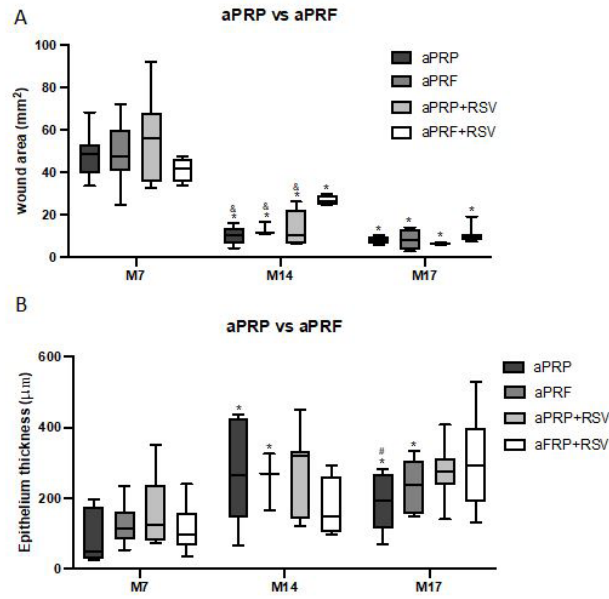 A
aPRP vs aPRF
wound area (mm²)
100
80
60
40
20
0
aPRP
aPRF
aPRP+RSV
aPRF+RSV
&
*
&
*
&
*
*
*
*
*
*
M7 M14 M17
B
aPRP vs aPRF
Epithelium thickness (μm)
600
400
200
0
aPRP
aPRF
aPRP+RSV
aFRP+RSV
*
*
#
*
*
M7 M14 M17